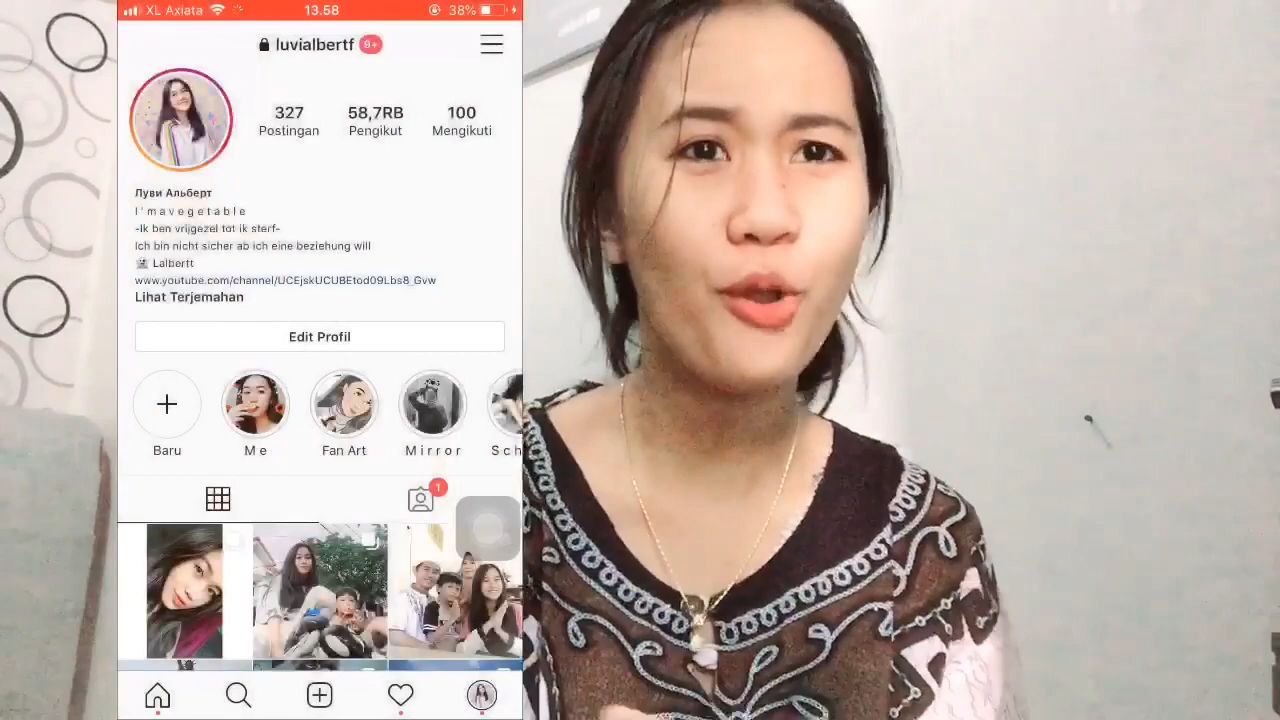 XL Axiata
13.58
38%
luvialbertf
9+
327
58,7RB
100
Postingan
Pengikut
Mengikuti
Луви Альберт
I ' m a v e g e t a b l e
-Ik ben vrijgezel tot ik sterf-
Ich bin nicht sicher ab ich eine beziehung will
Lalbertt
www.youtube.com/channel/UCEjskUCUBEtod09Lbs8_Gvw
Lihat Terjemahan
Edit Profil
Baru
M e
Fan Art
M i r r o r
S c h
1